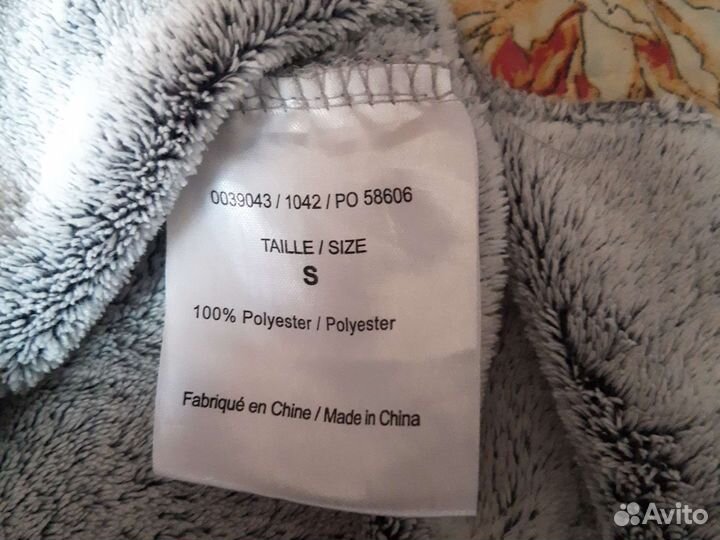 0039043 / 1042 / PO 58606
TAILLE / SIZE
S
100% Polyester / Polyester
Fabriqué en Chine / Made in China
Avito